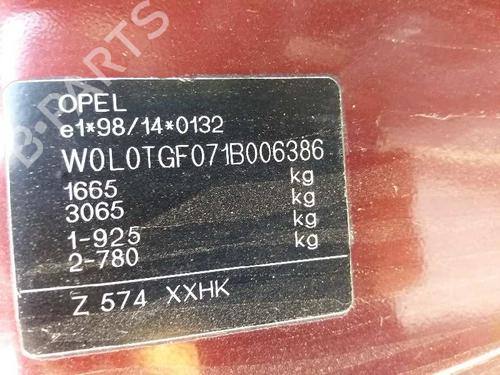 B-PARTS
OPEL
e1*98/14*0132
W0L0TGF071B006386
1665 kg
3065 kg
1-925 kg
2-780 kg
Z 574 XXHK